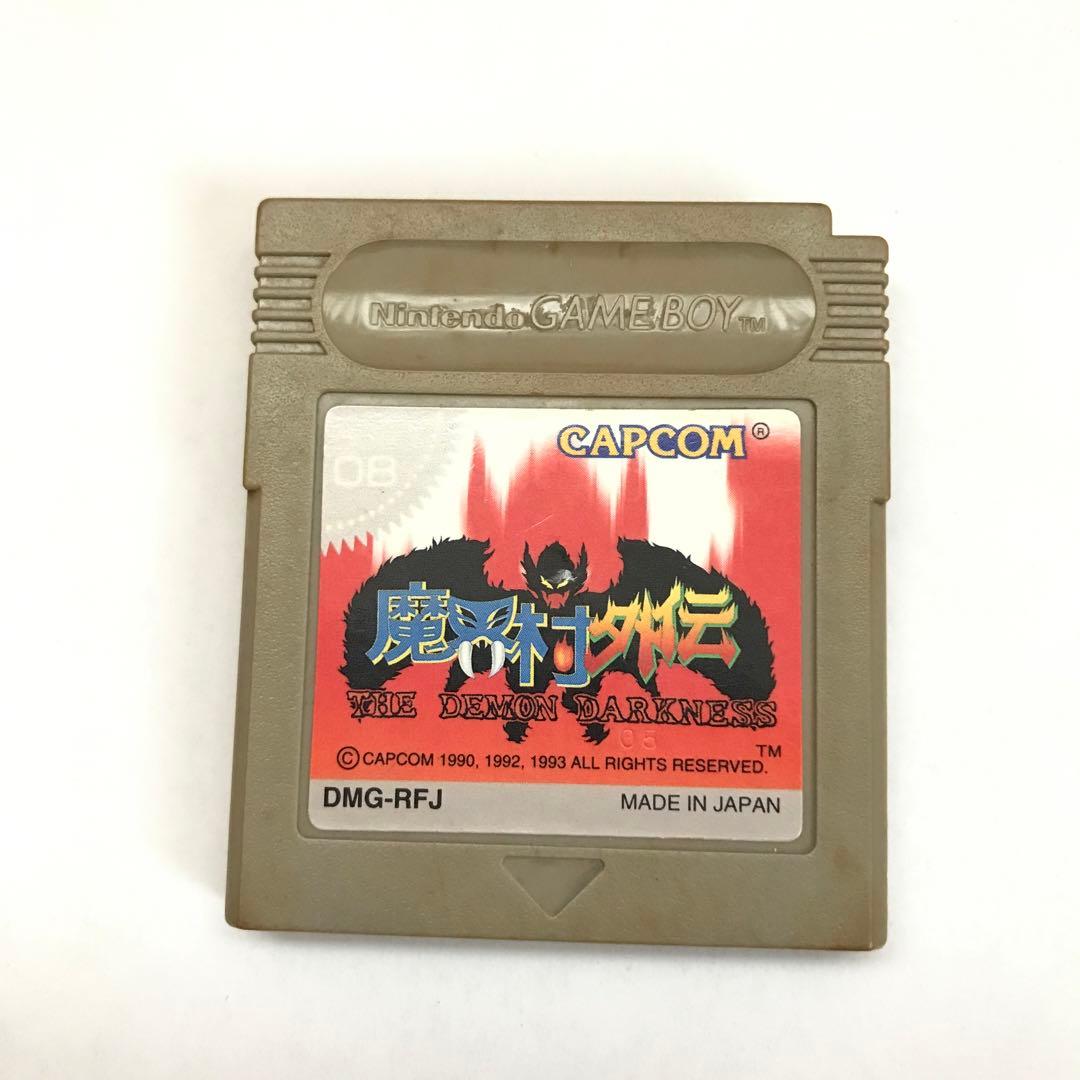 Nintendo GAME BOY TM
CAPCOM ®
08
魔界村外伝
THE DEMON DARKNESS
05
TM
© CAPCOM 1990, 1992, 1993 ALL RIGHTS RESERVED.
DMG-RFJ
MADE IN JAPAN